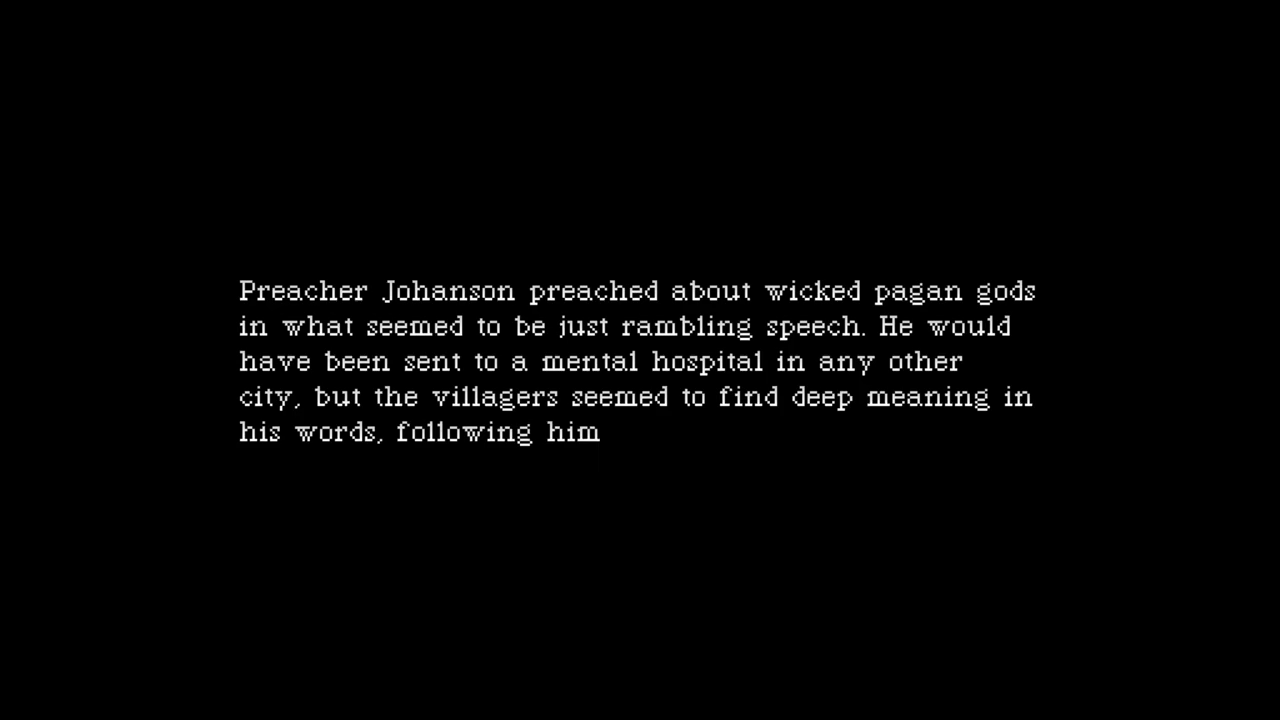 Preacher Johanson preached about wicked pagan gods
in what seemed to be just rambling speech. He would
have been sent to a mental hospital in any other
city, but the villagers seemed to find deep meaning in
his words, following him